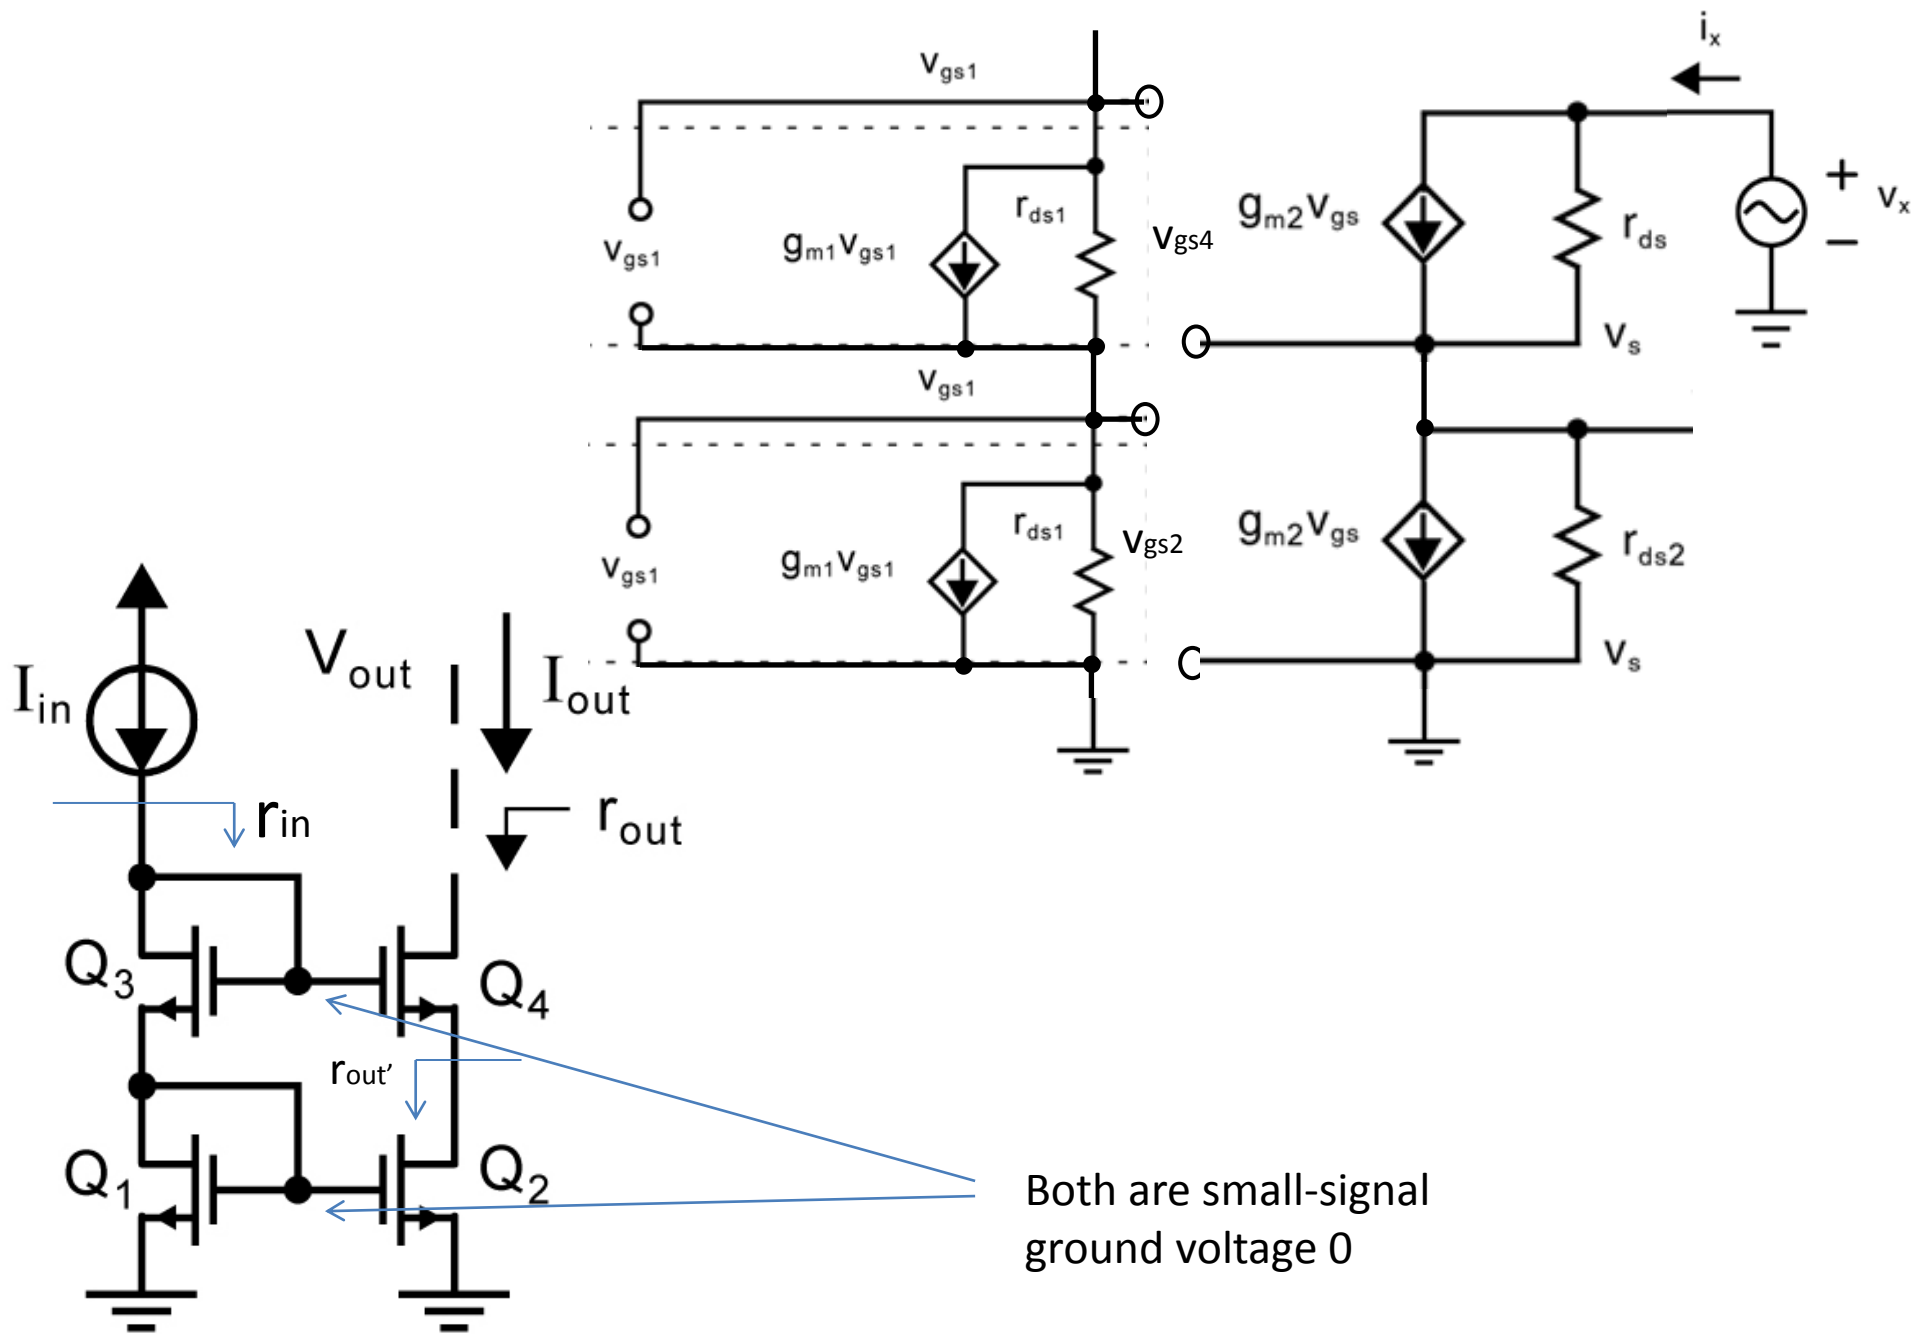 ix
vgs1
vgs1
gm1vgs1
rds1
vgs4
gm2vgs
rds
+
−
vx
vs
vgs1
vgs1
gm1vgs1
rds1
vgs2
gm2vgs
rds2
vs
Iin
Vout
Iout
rin
rout
Q3
Q4
rout'
Q1
Q2
Both are small-signal
ground voltage 0